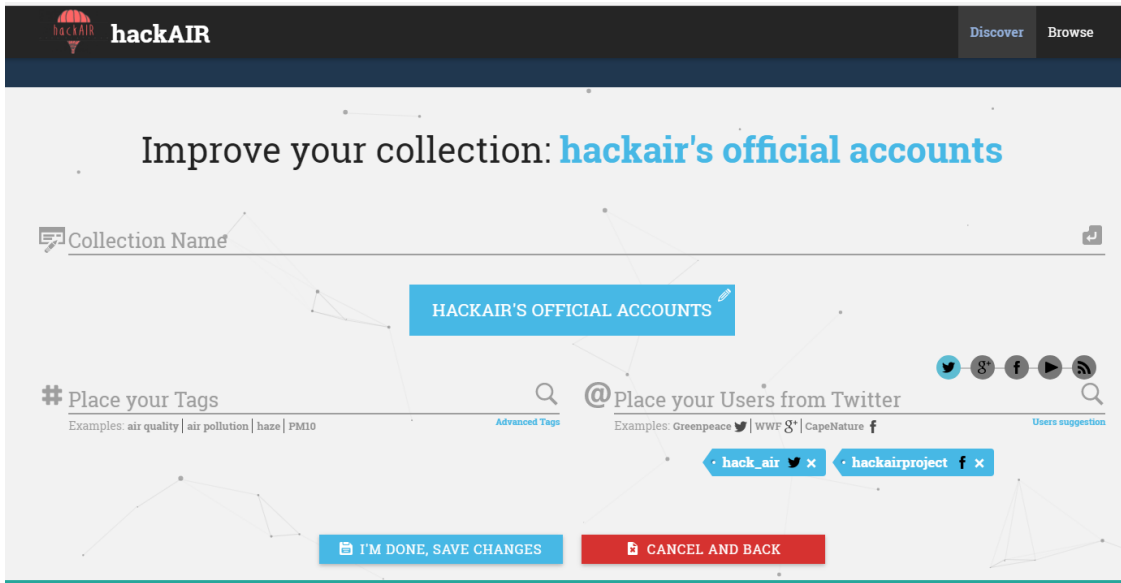 hackAIR hackAIR Discover Browse
Improve your collection: hackair's official accounts
Collection Name
HACKAIR'S OFFICIAL ACCOUNTS
Place your Tags
Examples: air quality | air pollution | haze | PM10 Advanced Tags
@ Place your Users from Twitter
Examples: Greenpeace | WWF g+ | CapeNature f Users suggestion
hack_air × hackairproject f ×
I'M DONE, SAVE CHANGES CANCEL AND BACK